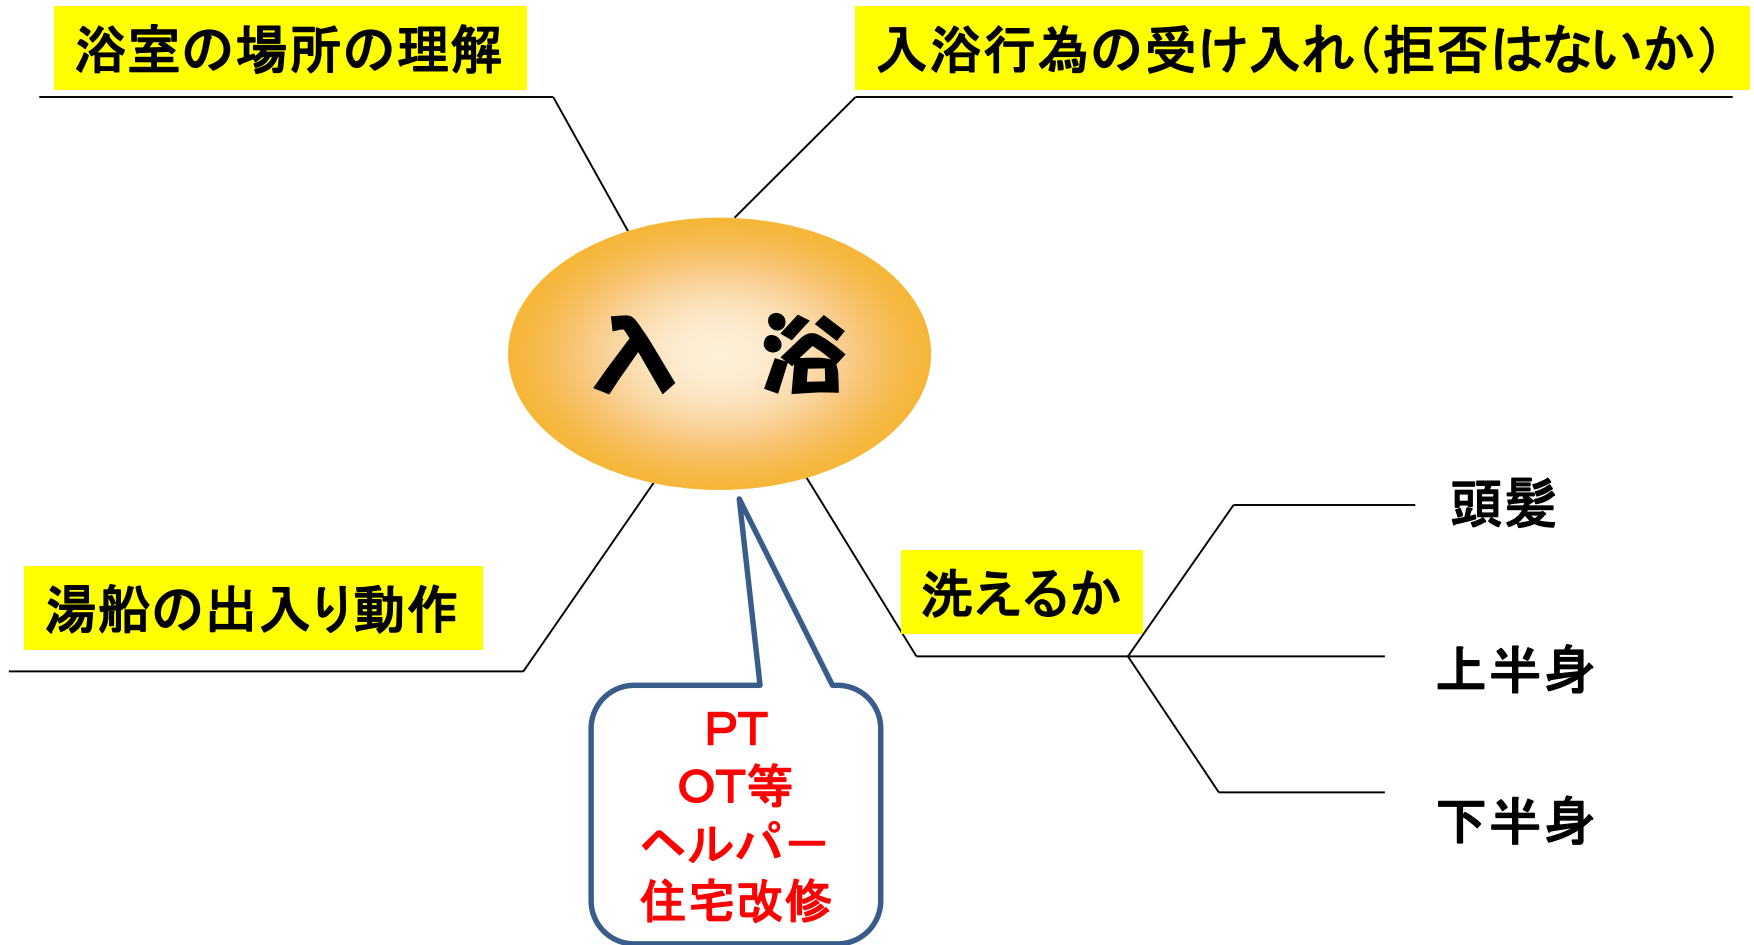 浴室の場所の理解
入浴行為の受け入れ（拒否はないか）
入　浴
頭髪
洗えるか
湯船の出入り動作
上半身
下半身
PT
OT等
ヘルパー
住宅改修